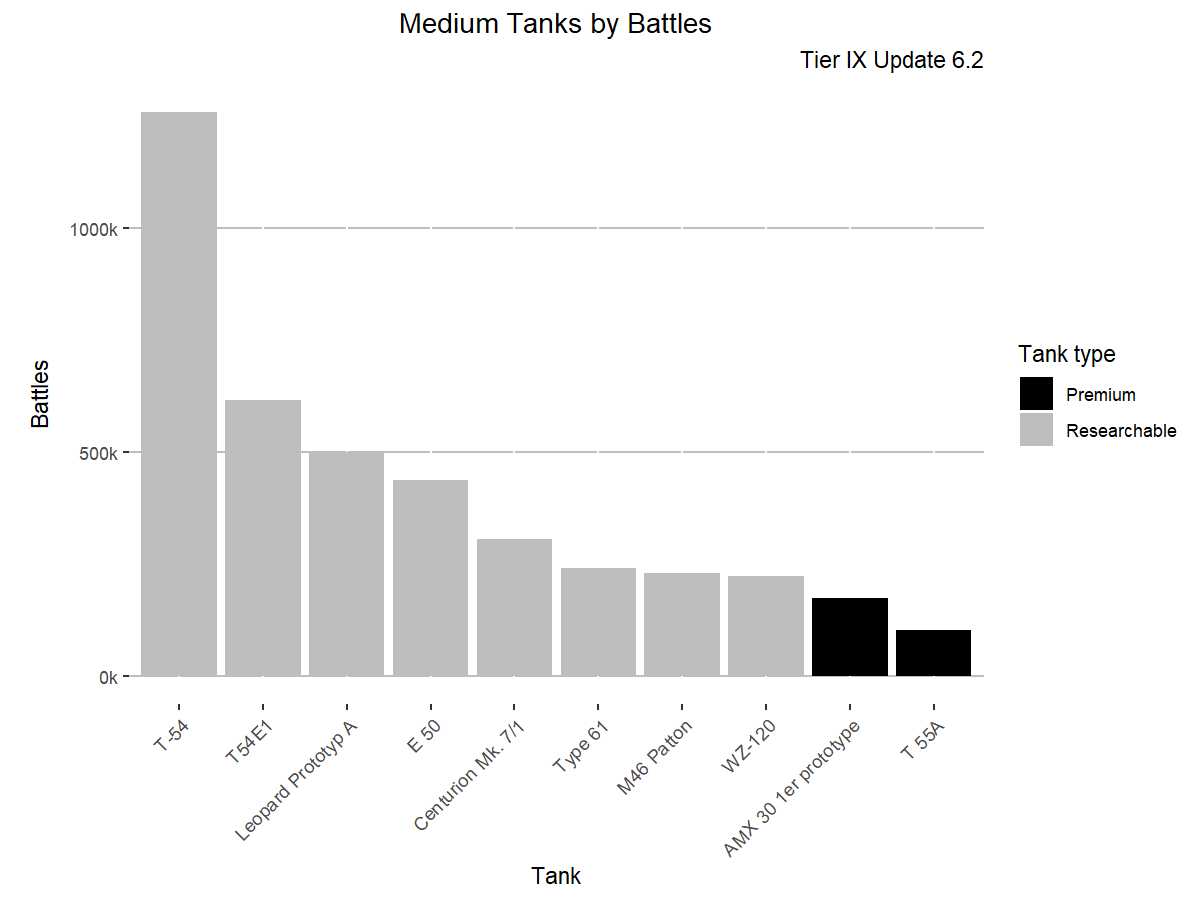 Medium Tanks by Battles
Tier IX Update 6.2
Battles
1000k
500k
0k
T-54
T54E1
Leopard Prototyp A
E 50
Centurion Mk. 7/1
Type 61
M46 Patton
WZ-120
AMX 30 1er prototype
T 55A
Tank
Tank type
Premium
Researchable